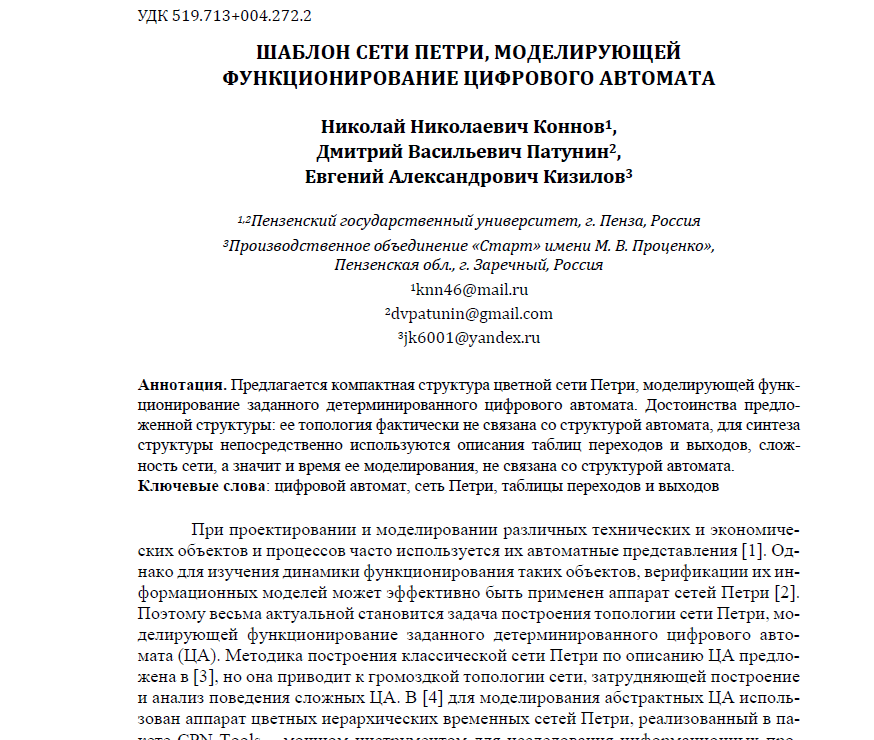 УДК 519.713+004.272.2
ШАБЛОН СЕТИ ПЕТРИ, МОДЕЛИРУЮЩЕЙ
ФУНКЦИОНИРОВАНИЕ ЦИФРОВОГО АВТОМАТА
Николай Николаевич Коннов¹,
Дмитрий Васильевич Патунин²,
Евгений Александрович Кизилов³
¹,²Пензенский государственный университет, г. Пенза, Россия
³Производственное объединение «Старт» имени М. В. Проценко»,
Пензенская обл., г. Заречный, Россия
¹knn46@mail.ru
²dvpatunin@gmail.com
³jk6001@yandex.ru
Аннотация. Предлагается компактная структура цветной сети Петри, моделирующей функ-
ционирование заданного детерминированного цифрового автомата. Достоинства предло-
женной структуры: ее топология фактически не связана со структурой автомата, для синтеза
структуры непосредственно используются описания таблиц переходов и выходов, слож-
ность сети, а значит и время ее моделирования, не связана со структурой автомата.
Ключевые слова: цифровой автомат, сеть Петри, таблицы переходов и выходов
При проектировании и моделировании различных технических и экономиче-
ских объектов и процессов часто используется их автоматные представления [1]. Од-
нако для изучения динамики функционирования таких объектов, верификации их ин-
формационных моделей может эффективно быть применен аппарат сетей Петри [2].
Поэтому весьма актуальной становится задача построения топологии сети Петри, мо-
делирующей функционирование заданного детерминированного цифрового авто-
мата (ЦА). Методика построения классической сети Петри по описанию ЦА предло-
жена в [3], но она приводит к громоздкой топологии сети, затрудняющей построение
и анализ поведения сложных ЦА. В [4] для моделирования абстрактных ЦА исполь-
зован аппарат цветных иерархических временных сетей Петри, реализованный в па-
кете CPN Tools – мощном инструментом для исследования информационных про-